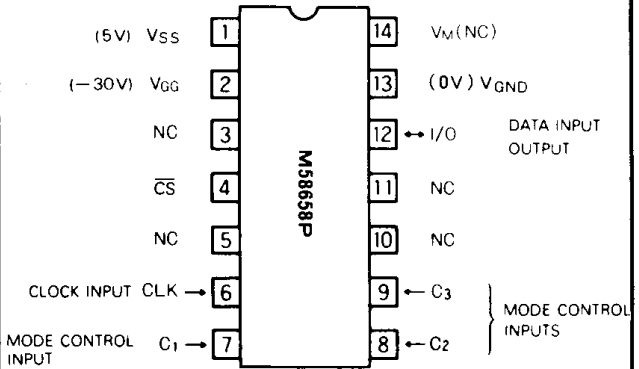 (5V) VSS 1 14 VM(NC)
(−30V) VGG 2 13 (0V) VGND
NC 3 12 ↔ I/O DATA INPUT
OUTPUT
C̅S̅ 4 11 NC
NC 5 10 NC
M58658P
CLOCK INPUT CLK → 6 9 ← C3
MODE CONTROL
INPUTS
MODE CONTROL
INPUT
C1 → 7 8 ← C2